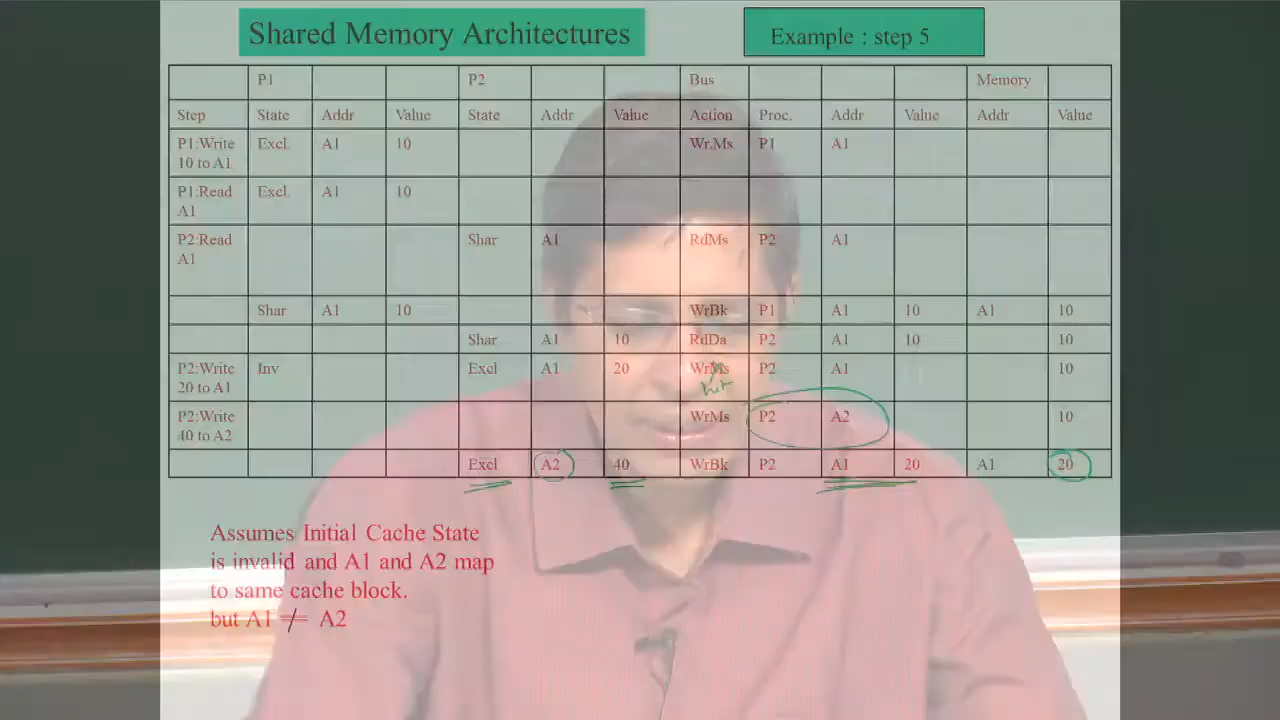 Shared Memory Architectures
Example : step 5
P1 P2 Bus Memory
Step State Addr Value State Addr Value Action Proc. Addr Value Addr Value
P1:Write 10 to A1 Excl. A1 10 Wr.Ms P1 A1
P1:Read A1 Excl. A1 10
P2:Read A1 Shar A1 RdMs P2 A1
Shar A1 10 WrBk P1 A1 10 A1 10
Shar A1 10 RdDa P2 A1 10 10
P2:Write 20 to A1 Inv Excl A1 20 WrMs P2 A1 10
hit
P2:Write 40 to A2 WrMs P2 A2 10
Excl A2 40 WrBk P2 A1 20 A1 20
Assumes Initial Cache State
is invalid and A1 and A2 map
to same cache block.
but A1 ≠ A2